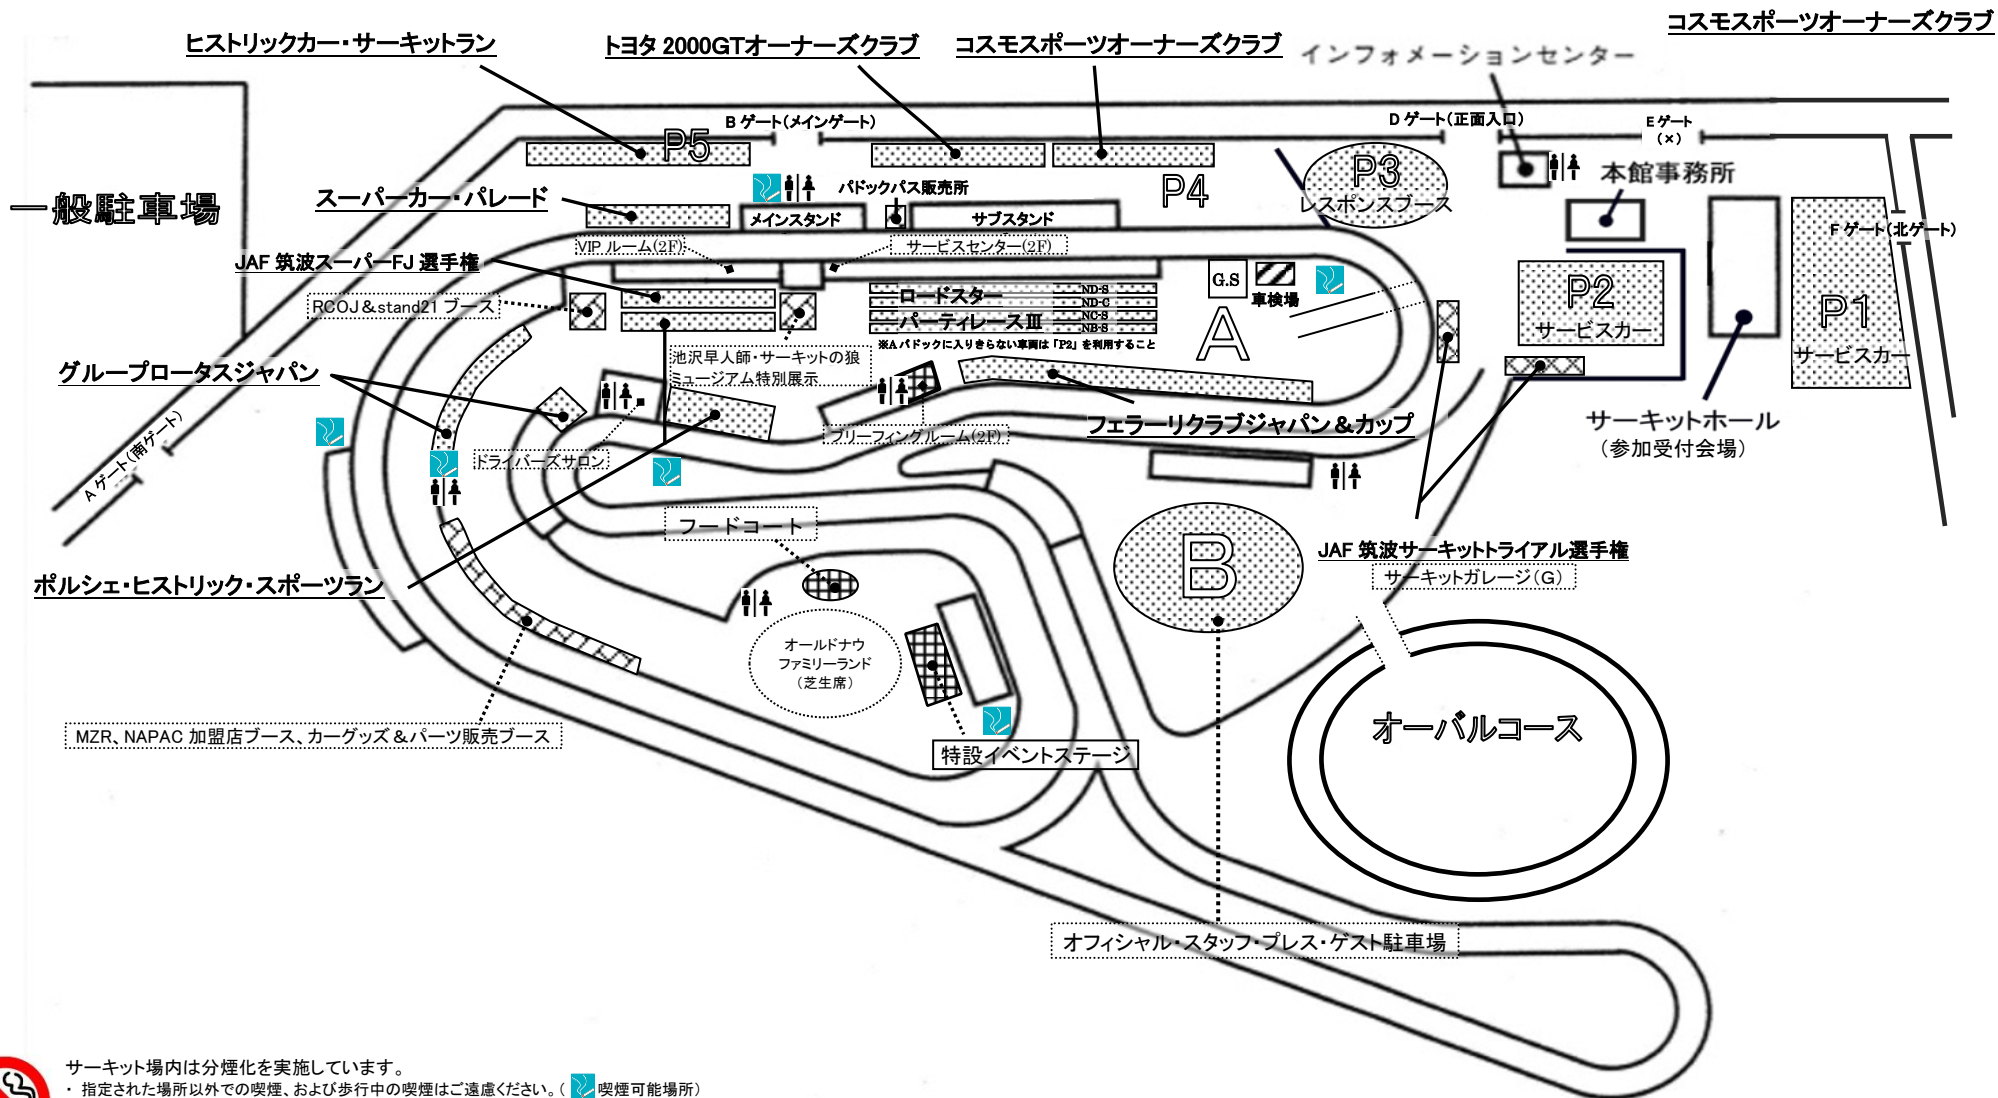 コスモスポーツオーナーズクラブ
ヒストリックカー・サーキットラン
トヨタ 2000GTオーナーズクラブ
コスモスポーツオーナーズクラブ
インフォメーションセンター
B ゲート(メインゲート)
D ゲート(正面入口)
E ゲート
(×)
P5
P3
レスポンスブース
本館事務所
一般駐車場
スーパーカー・パレード
パドックパス販売所
P4
メインスタンド
サブスタンド
F ゲート(北ゲート)
VIP ルーム(2F)
サービスセンター(2F)
JAF 筑波スーパーFJ 選手権
G.S
車検場
P2
サービスカー
P1
サービスカー
RCOJ&stand21 ブース
ロードスター
パーティレースⅢ
ND-S
ND-C
NC-S
NB-S
A
※A パドックに入りきらない車両は「P2」を利用すること
池沢早人師・サーキットの狼
ミュージアム特別展示
グループロータスジャパン
A ゲート(南ゲート)
フェラーリクラブジャパン&カップ
サーキットホール
(参加受付会場)
ブリーフィングルーム(2F)
ドライバーズサロン
フードコート
B
JAF 筑波サーキットトライアル選手権
サーキットガレージ(G)
ポルシェ・ヒストリック・スポーツラン
オールドナウ
ファミリーランド
(芝生席)
オーバルコース
MZR、NAPAC 加盟店ブース、カーグッズ&パーツ販売ブース
特設イベントステージ
オフィシャル・スタッフ・プレス・ゲスト駐車場
サーキット場内は分煙化を実施しています。
・ 指定された場所以外での喫煙、および歩行中の喫煙はご遠慮ください。( 喫煙可能場所)